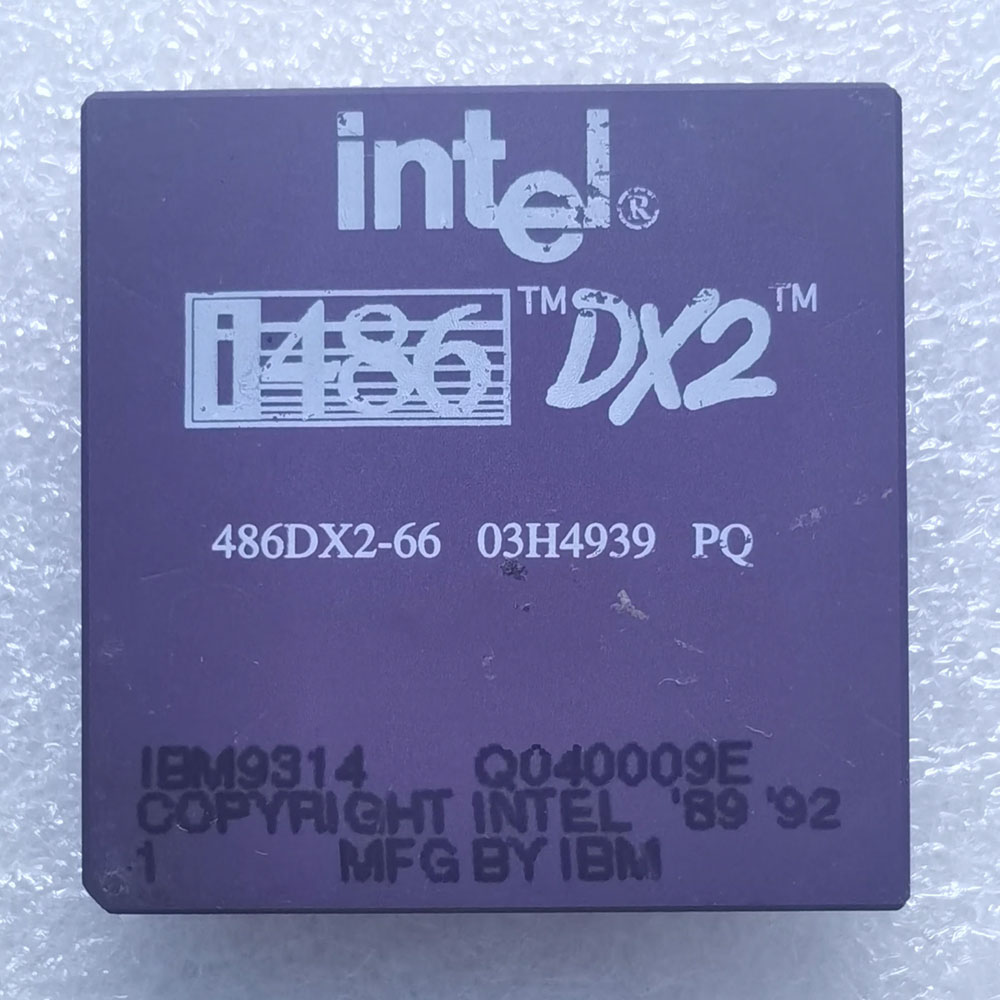 intel®
i486™ DX2™
486DX2-66 03H4939 PQ
IBM9314 Q040009E
COPYRIGHT INTEL '89 '92
1 MFG BY IBM